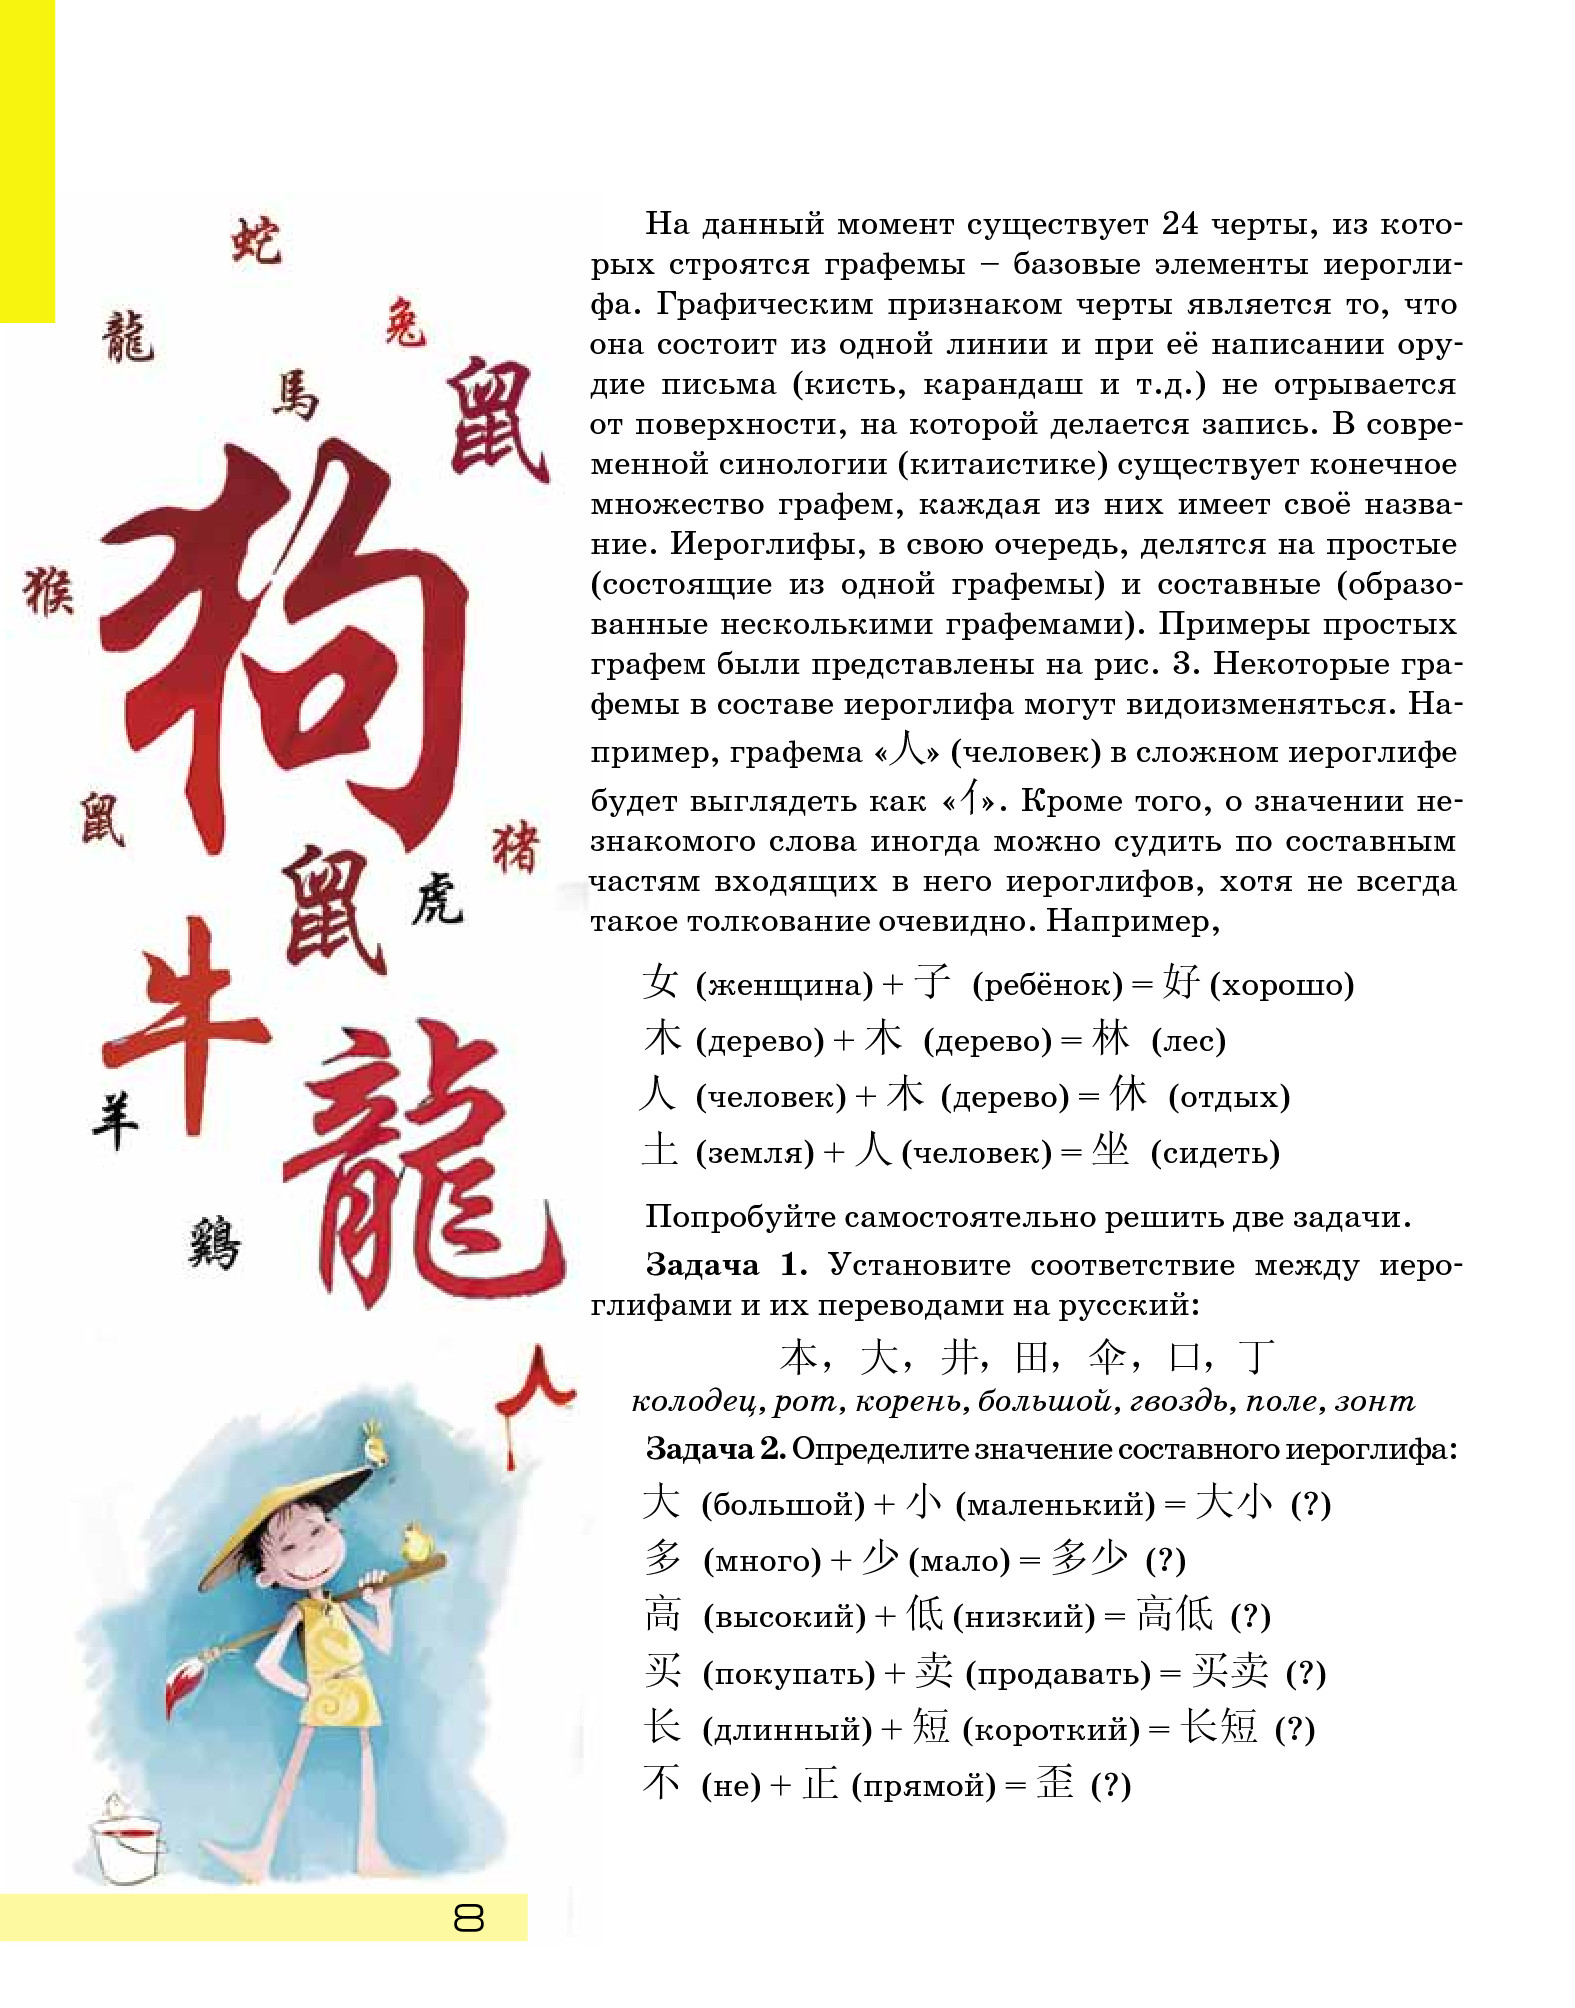 蛇
龍
兔
馬
鼠
狗
猴
鼠
猪
鼠
虎
牛
羊
龍
鷄
人
На данный момент существует 24 черты, из кото-
рых строятся графемы – базовые элементы иерогли-
фа. Графическим признаком черты является то, что
она состоит из одной линии и при её написании ору-
дие письма (кисть, карандаш и т.д.) не отрывается
от поверхности, на которой делается запись. В совре-
менной синологии (китаистике) существует конечное
множество графем, каждая из них имеет своё назва-
ние. Иероглифы, в свою очередь, делятся на простые
(состоящие из одной графемы) и составные (образо-
ванные несколькими графемами). Примеры простых
графем были представлены на рис. 3. Некоторые гра-
фемы в составе иероглифа могут видоизменяться. На-
пример, графема «人» (человек) в сложном иероглифе
будет выглядеть как «亻». Кроме того, о значении не-
знакомого слова иногда можно судить по составным
частям входящих в него иероглифов, хотя не всегда
такое толкование очевидно. Например,
女 (женщина) + 子 (ребёнок) = 好 (хорошо)
木 (дерево) + 木 (дерево) = 林 (лес)
人 (человек) + 木 (дерево) = 休 (отдых)
土 (земля) + 人 (человек) = 坐 (сидеть)
Попробуйте самостоятельно решить две задачи.
Задача 1. Установите соответствие между иеро-
глифами и их переводами на русский:
本, 大, 井, 田, 伞, 口, 丁
колодец, рот, корень, большой, гвоздь, поле, зонт
Задача 2. Определите значение составного иероглифа:
大 (большой) + 小 (маленький) = 大小 (?)
多 (много) + 少 (мало) = 多少 (?)
高 (высокий) + 低 (низкий) = 高低 (?)
买 (покупать) + 卖 (продавать) = 买卖 (?)
长 (длинный) + 短 (короткий) = 长短 (?)
不 (не) + 正 (прямой) = 歪 (?)
8